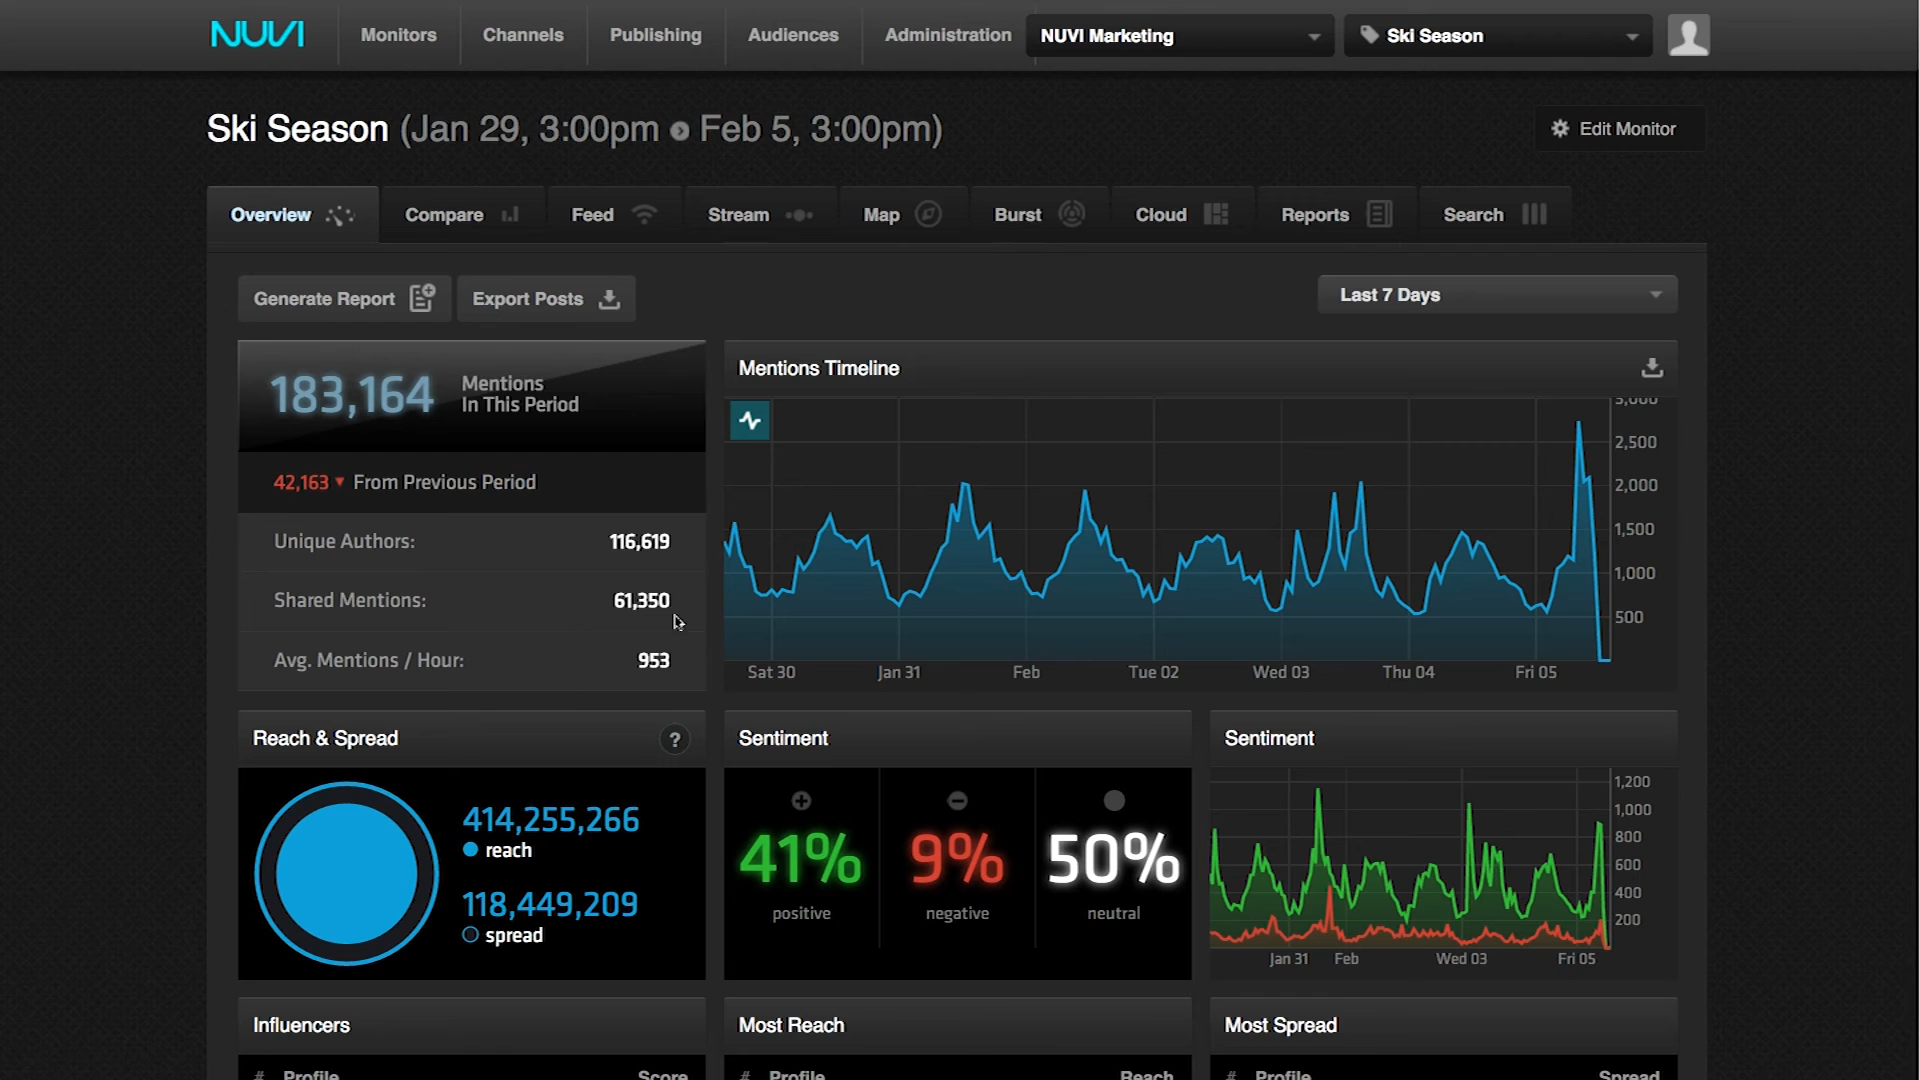 NUVI
Monitors
Channels
Publishing
Audiences
Administration
NUVI Marketing
Ski Season
Ski Season (Jan 29, 3:00pm Feb 5, 3:00pm)
Edit Monitor
Overview
Compare
Feed
Stream
Map
Burst
Cloud
Reports
Search
Generate Report
Export Posts
Last 7 Days
183,164
Mentions
In This Period
42,163 From Previous Period
Unique Authors: 116,619
Shared Mentions: 61,350
Avg. Mentions / Hour: 953
Mentions Timeline
3,000
2,500
2,000
1,500
1,000
500
Sat 30
Jan 31
Feb
Tue 02
Wed 03
Thu 04
Fri 05
Reach & Spread
?
414,255,266
reach
118,449,209
spread
Sentiment
41%
positive
9%
negative
50%
neutral
Sentiment
1,200
1,000
800
600
400
200
Jan 31
Feb
Wed 03
Fri 05
Influencers
# Profile Score
Most Reach
# Profile Reach
Most Spread
# Profile Spread